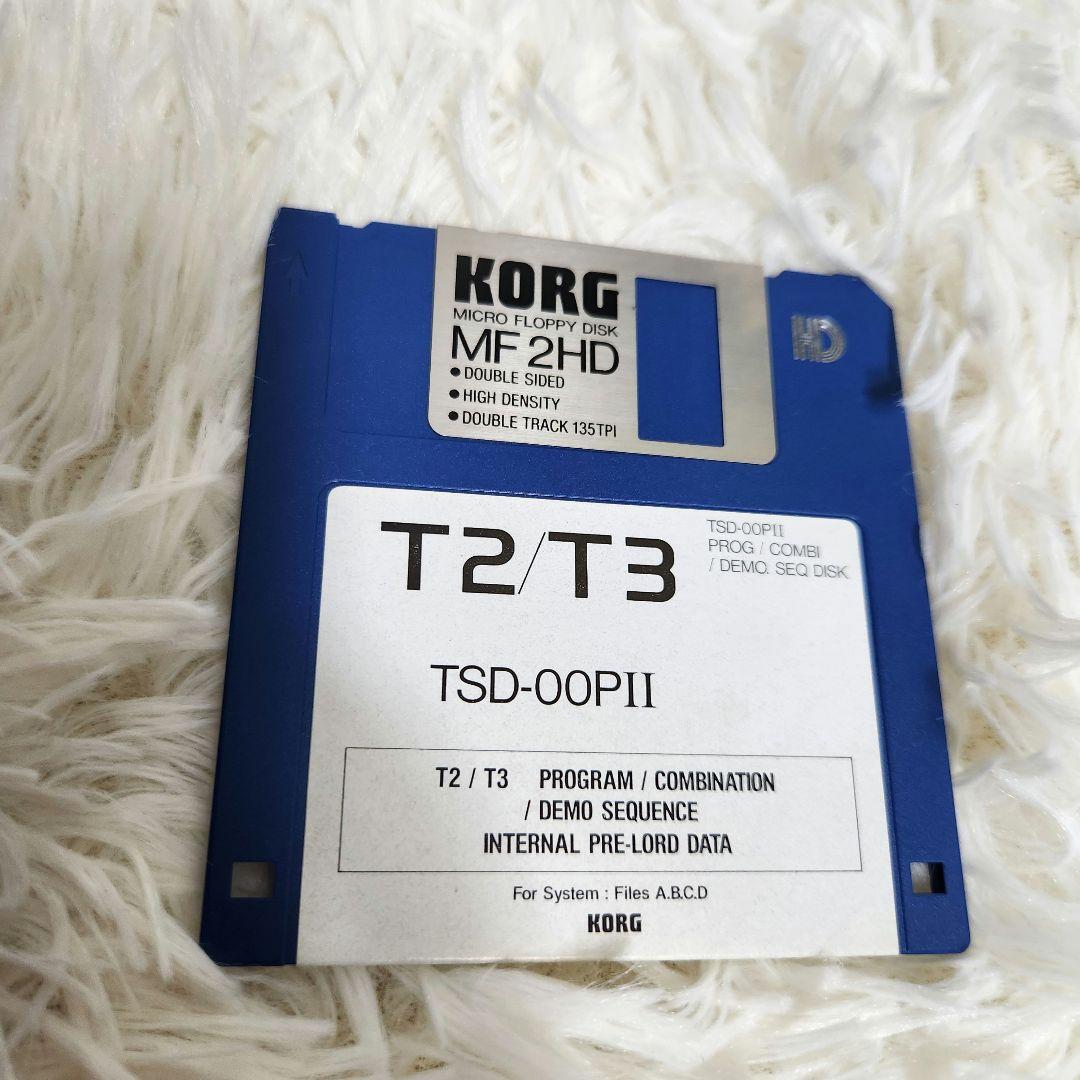 KORG
MICRO FLOPPY DISK
MF 2HD
● DOUBLE SIDED
● HIGH DENSITY
● DOUBLE TRACK 135TPI
HD
T2/T3
TSD-00PII
PROG / COMBI
/ DEMO. SEQ DISK
TSD-00PII
T2 / T3 PROGRAM / COMBINATION
/ DEMO SEQUENCE
INTERNAL PRE-LORD DATA
For System : Files A.B.C.D
KORG